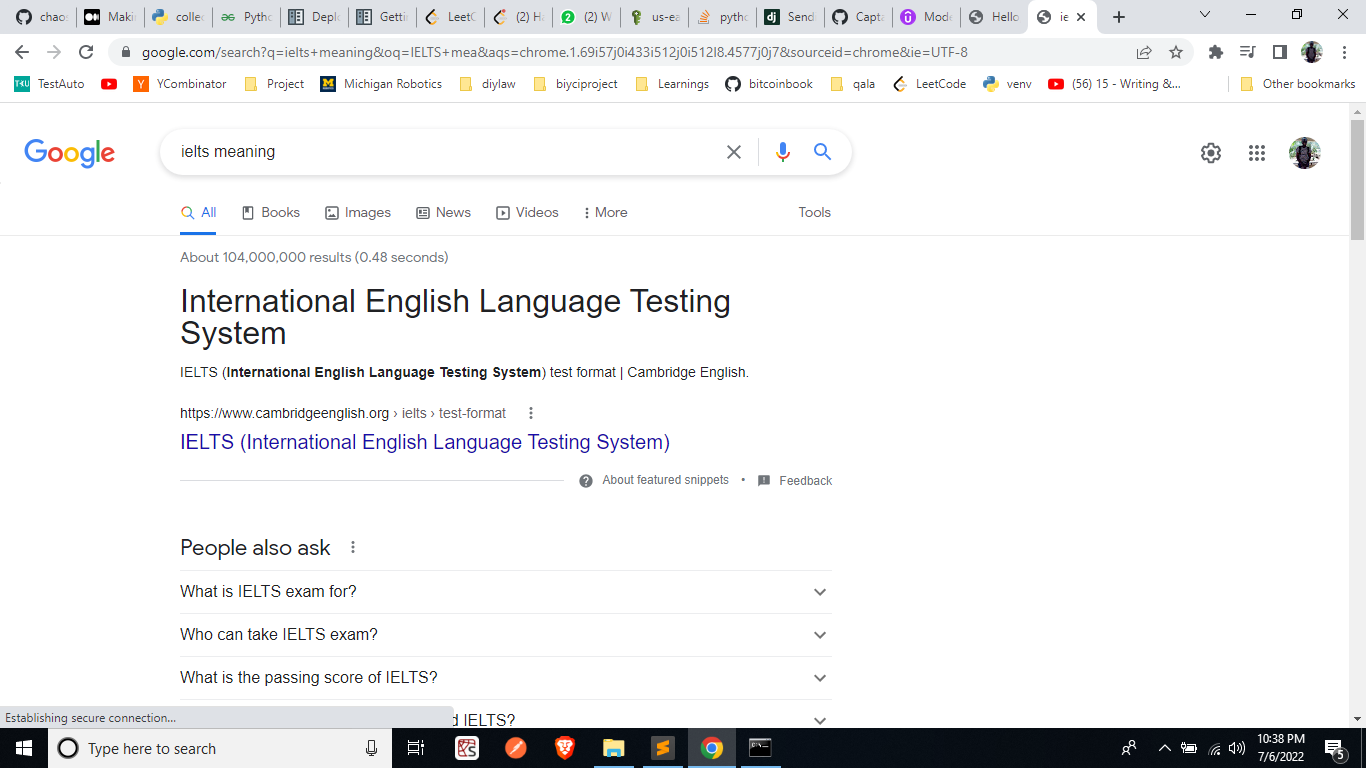 chaos
Makin
collec
Pytho
Deplo
Gettin
LeetC
(2) Ha
(2) W
us-ea
pytho
Send
Capta
Mode
Hello
ie
google.com/search?q=ielts+meaning&oq=IELTS+mea&aqs=chrome.1.69i57j0i433i512j0i512l8.4577j0j7&sourceid=chrome&ie=UTF-8
TestAuto YCombinator Project Michigan Robotics diylaw biyciproject Learnings bitcoinbook qala LeetCode venv (56) 15 - Writing &... Other bookmarks
Google
ielts meaning
All Books Images News Videos More Tools
About 104,000,000 results (0.48 seconds)
International English Language Testing
System
IELTS (International English Language Testing System) test format | Cambridge English.
https://www.cambridgeenglish.org › ielts › test-format
IELTS (International English Language Testing System)
About featured snippets • Feedback
People also ask
What is IELTS exam for?
Who can take IELTS exam?
What is the passing score of IELTS?
d IELTS?
Establishing secure connection...
Type here to search
10:38 PM
7/6/2022
5